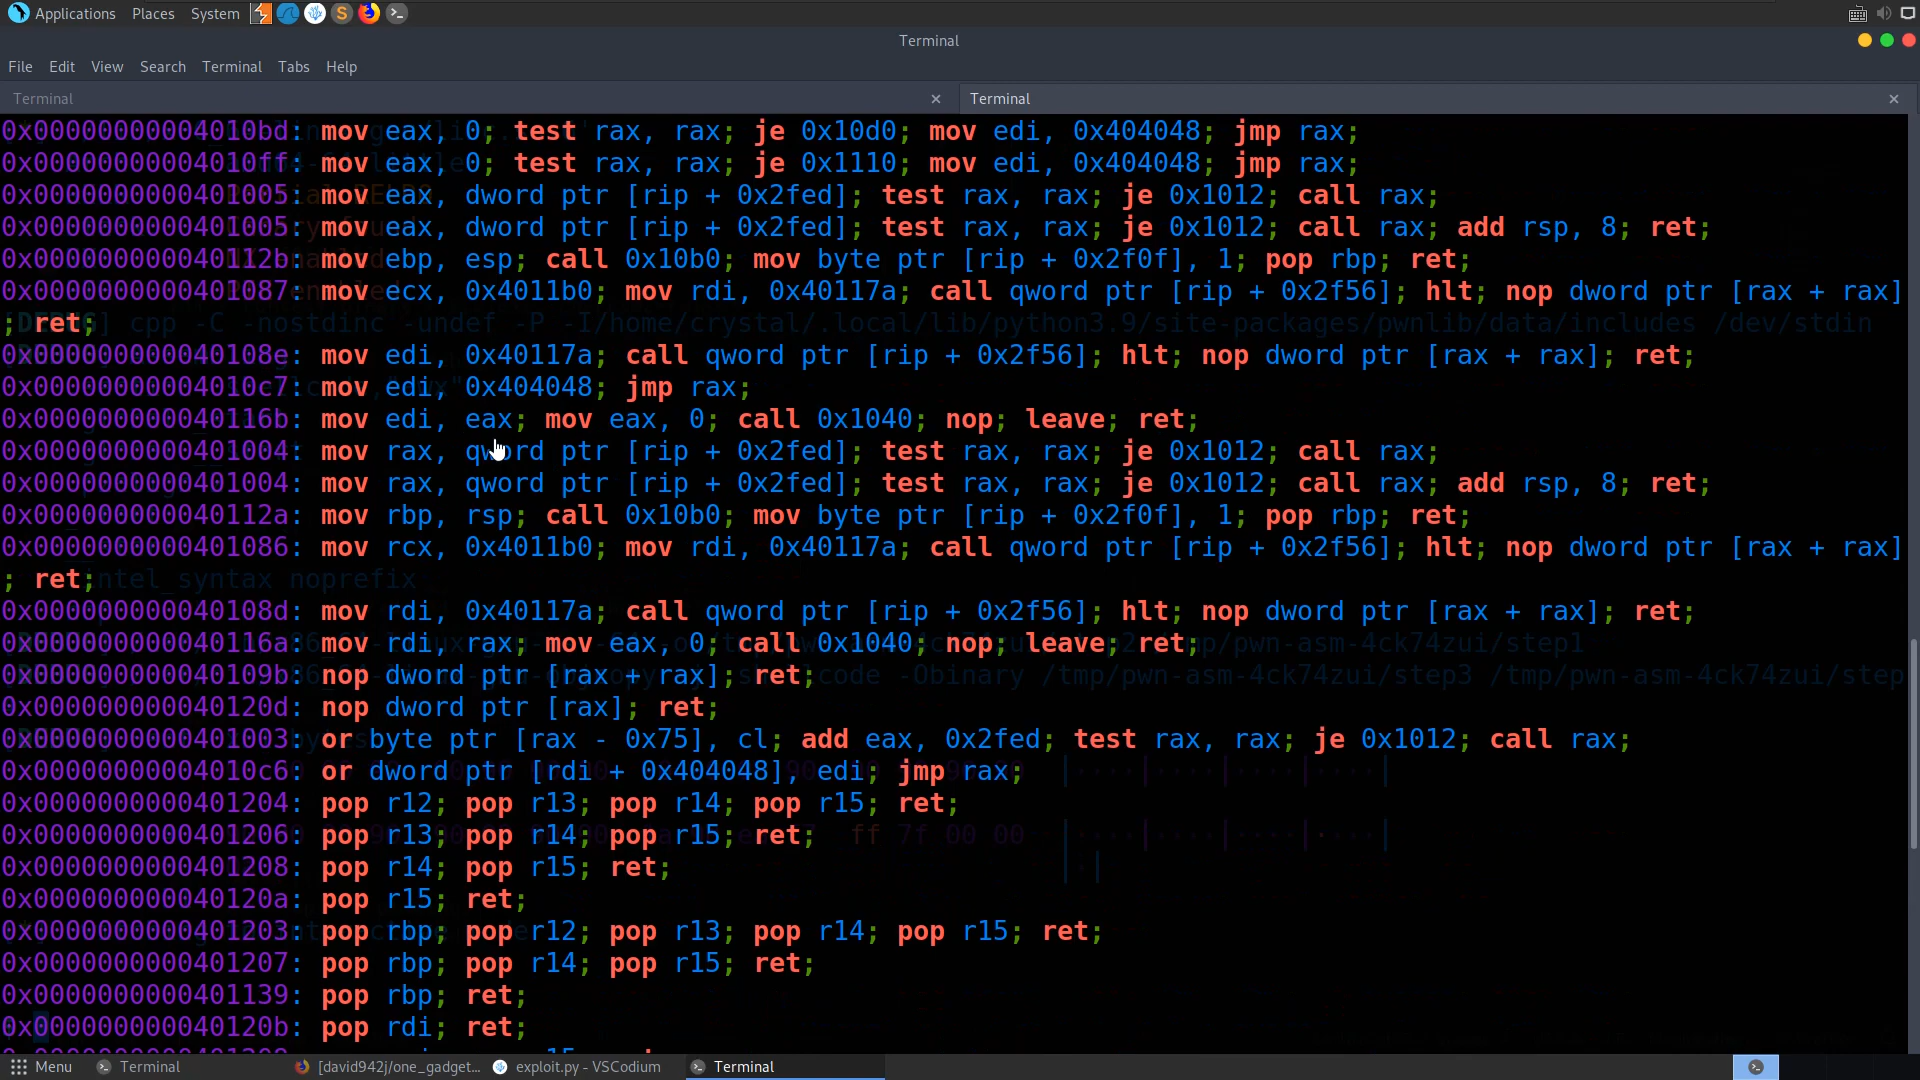 Applications Places System
Terminal
File Edit View Search Terminal Tabs Help
Terminal × Terminal ×
0x00000000004010bd: mov eax, 0; test rax, rax; je 0x10d0; mov edi, 0x404048; jmp rax;
0x00000000004010ff: mov eax, 0; test rax, rax; je 0x1110; mov edi, 0x404048; jmp rax;
0x0000000000401005: mov eax, dword ptr [rip + 0x2fed]; test rax, rax; je 0x1012; call rax;
0x0000000000401005: mov eax, dword ptr [rip + 0x2fed]; test rax, rax; je 0x1012; call rax; add rsp, 8; ret;
0x000000000040112b: mov ebp, esp; call 0x10b0; mov byte ptr [rip + 0x2f0f], 1; pop rbp; ret;
0x0000000000401087: mov ecx, 0x4011b0; mov rdi, 0x40117a; call qword ptr [rip + 0x2f56]; hlt; nop dword ptr [rax + rax]
; ret;
cpp -C -nostdinc -undef -P -I/home/crystal/.local/lib/python3.9/site-packages/pwnlib/data/includes /dev/stdin
0x000000000040108e: mov edi, 0x40117a; call qword ptr [rip + 0x2f56]; hlt; nop dword ptr [rax + rax]; ret;
0x00000000004010c7: mov edi, 0x404048; jmp rax;
0x000000000040116b: mov edi, eax; mov eax, 0; call 0x1040; nop; leave; ret;
0x0000000000401004: mov rax, qword ptr [rip + 0x2fed]; test rax, rax; je 0x1012; call rax;
0x0000000000401004: mov rax, qword ptr [rip + 0x2fed]; test rax, rax; je 0x1012; call rax; add rsp, 8; ret;
0x000000000040112a: mov rbp, rsp; call 0x10b0; mov byte ptr [rip + 0x2f0f], 1; pop rbp; ret;
0x0000000000401086: mov rcx, 0x4011b0; mov rdi, 0x40117a; call qword ptr [rip + 0x2f56]; hlt; nop dword ptr [rax + rax]
; ret;
noprefix
0x000000000040108d: mov rdi, 0x40117a; call qword ptr [rip + 0x2f56]; hlt; nop dword ptr [rax + rax]; ret;
0x000000000040116a: mov rdi, rax; mov eax, 0; call 0x1040; nop; leave; ret;
0x000000000040109b: nop dword ptr [rax + rax]; ret;
0x000000000040120d: nop dword ptr [rax]; ret;
0x0000000000401003: or byte ptr [rax - 0x75], cl; add eax, 0x2fed; test rax, rax; je 0x1012; call rax;
0x00000000004010c6: or dword ptr [rdi + 0x404048], edi; jmp rax;
0x0000000000401204: pop r12; pop r13; pop r14; pop r15; ret;
0x0000000000401206: pop r13; pop r14; pop r15; ret;
0x0000000000401208: pop r14; pop r15; ret;
0x000000000040120a: pop r15; ret;
0x0000000000401203: pop rbp; pop r12; pop r13; pop r14; pop r15; ret;
0x0000000000401207: pop rbp; pop r14; pop r15; ret;
0x0000000000401139: pop rbp; ret;
0x000000000040120b: pop rdi; ret;
Menu Terminal [david942j/one_gadget... exploit.py - VSCodium Terminal